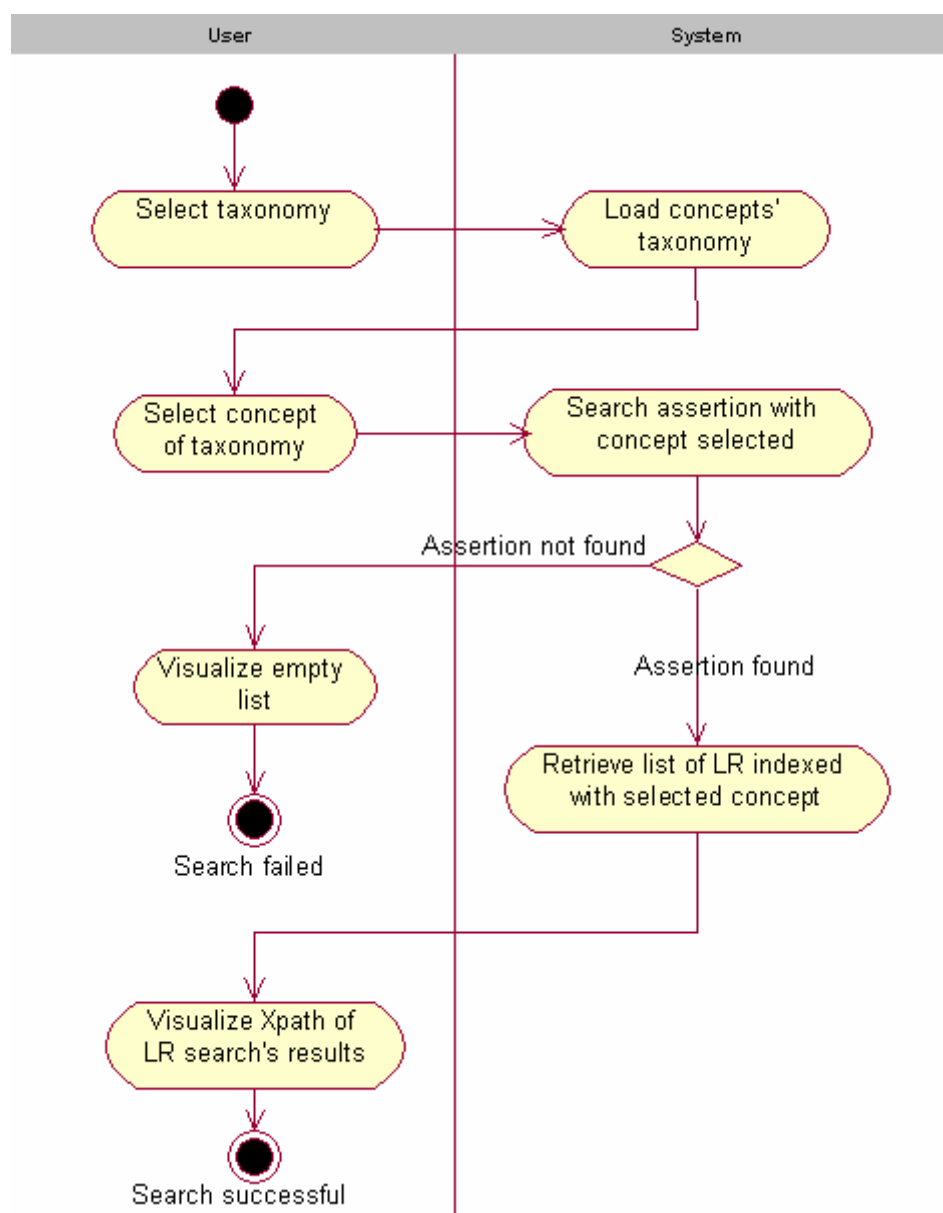 User
System
Select taxonomy
Load concepts'
taxonomy
Select concept
of taxonomy
Search assertion with
concept selected
Assertion not found
Visualize empty
list
Assertion found
Retrieve list of LR indexed
with selected concept
Search failed
Visualize Xpath of
LR search's results
Search successful